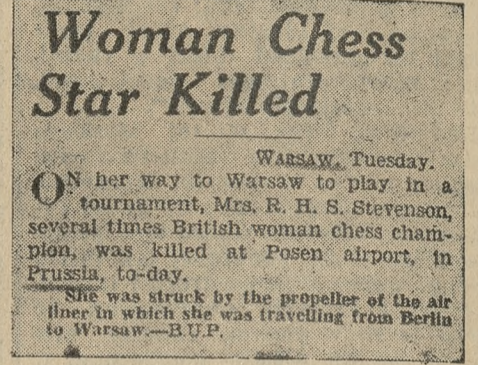 Woman Chess
Star Killed
WARSAW, Tuesday.
ON her way to Warsaw to play in a
tournament, Mrs. R. H. S. Stevenson,
several times British woman chess cham-
pion, was killed at Posen airport, in
Prussia, to-day.
She was struck by the propeller of the air
liner in which she was travelling from Berlin
to Warsaw.—B.U.P.